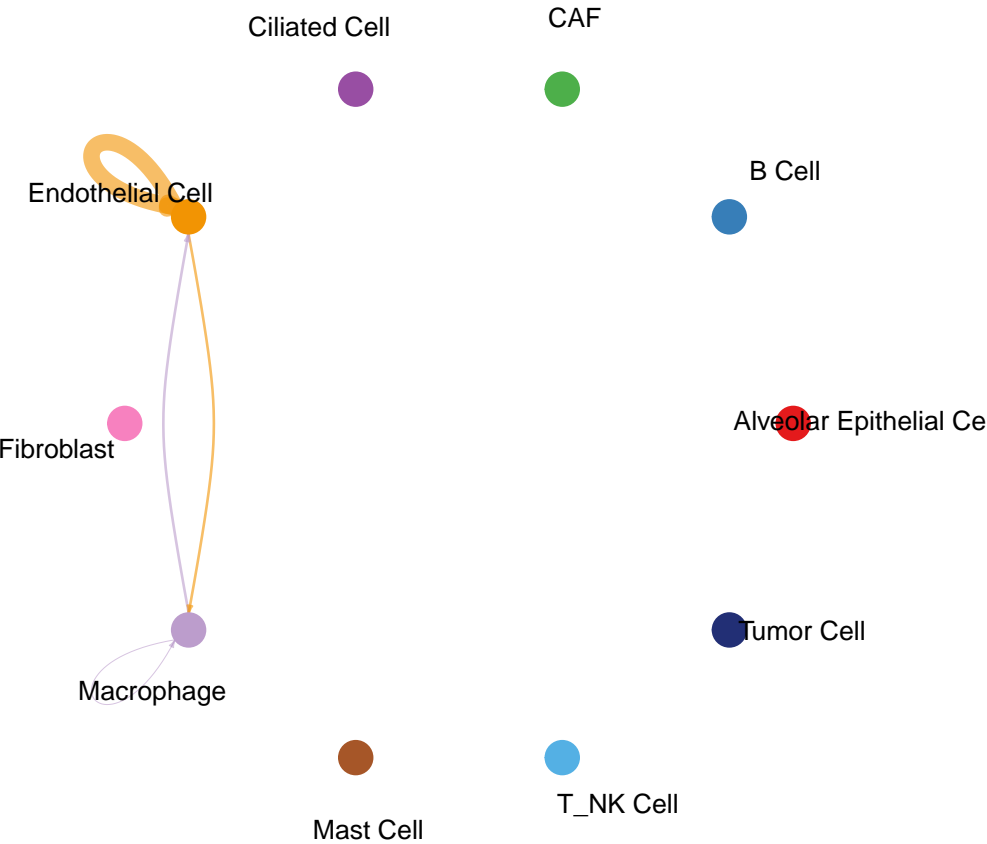 CAF
Ciliated Cell
B Cell
Endothelial Cell
Alveolar Epithelial Ce
Fibroblast
Tumor Cell
Macrophage
T_NK Cell
Mast Cell